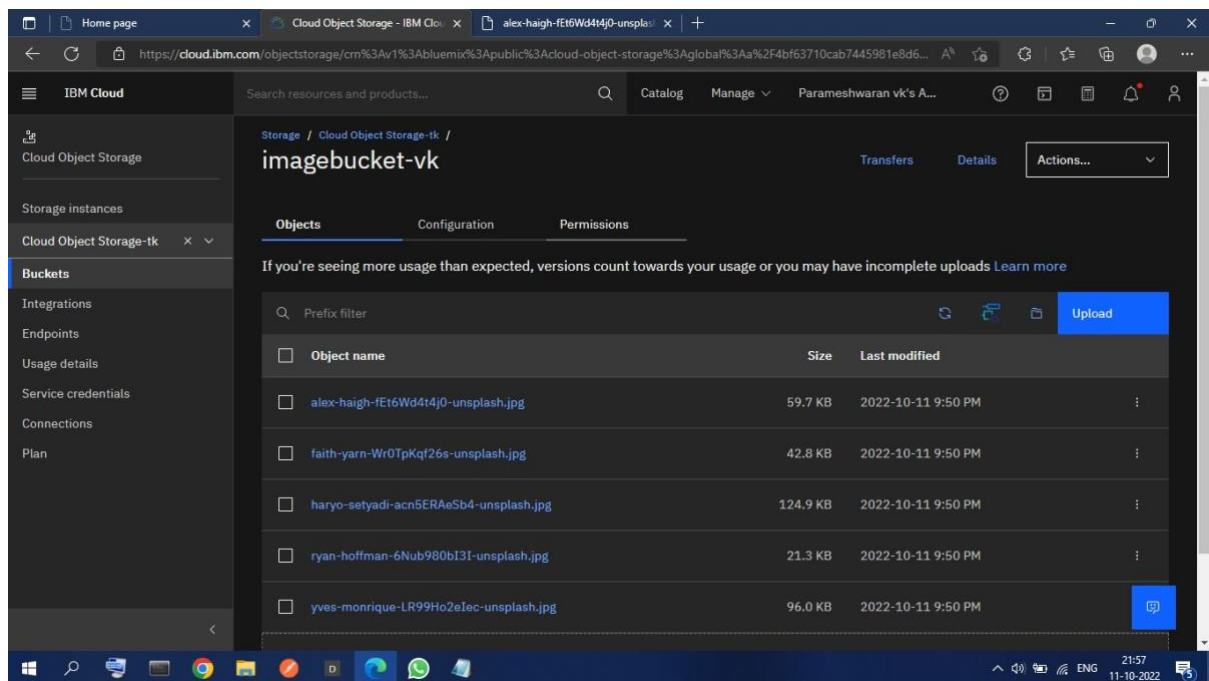 Home page
Cloud Object Storage - IBM Clou
alex-haigh-fEt6Wd4t4j0-unsplas
https://cloud.ibm.com/objectstorage/crn%3Av1%3Abluemix%3Apublic%3Acloud-object-storage%3Aglobal%3Aa%2F4bf63710cab7445981e8d6...
IBM Cloud
Search resources and products...
Catalog
Manage
Parameshwaran vk's A...
Cloud Object Storage
Storage instances
Cloud Object Storage-tk
Buckets
Integrations
Endpoints
Usage details
Service credentials
Connections
Plan
Storage / Cloud Object Storage-tk /
imagebucket-vk
Transfers
Details
Actions...
Objects
Configuration
Permissions
If you're seeing more usage than expected, versions count towards your usage or you may have incomplete uploads Learn more
Prefix filter
Upload
Object name Size Last modified
alex-haigh-fEt6Wd4t4j0-unsplash.jpg 59.7 KB 2022-10-11 9:50 PM
faith-yarn-Wr0TpKqf26s-unsplash.jpg 42.8 KB 2022-10-11 9:50 PM
haryo-setyadi-acn5ERAeSb4-unsplash.jpg 124.9 KB 2022-10-11 9:50 PM
ryan-hoffman-6Nub980bI3I-unsplash.jpg 21.3 KB 2022-10-11 9:50 PM
yves-monrique-LR99Ho2eIec-unsplash.jpg 96.0 KB 2022-10-11 9:50 PM
D
ENG
21:57
11-10-2022
5